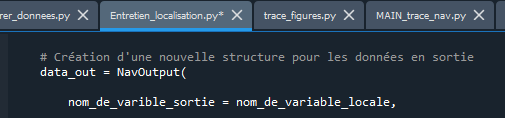 rer_donnees.py Entretien_localisation.py* trace_figures.py MAIN_trace_nav.py
# Création d'une nouvelle structure pour les données en sortie
data_out = NavOutput(
nom_de_varible_sortie = nom_de_variable_locale,